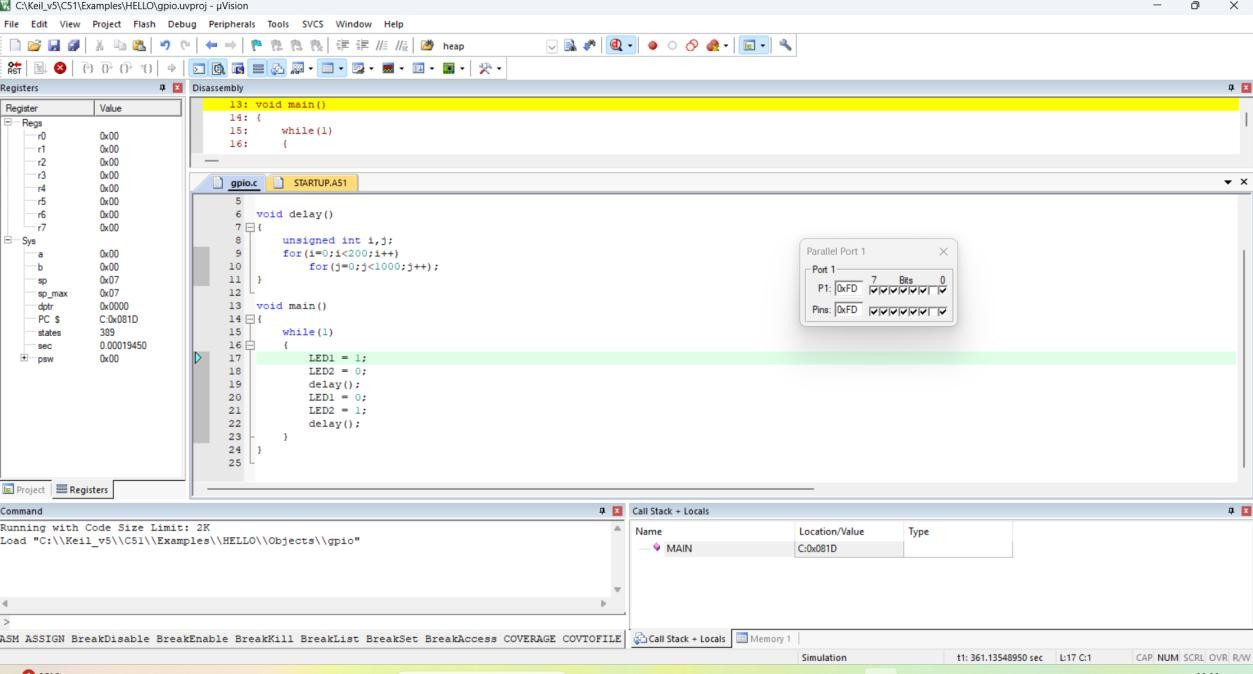 C:\Keil_v5\C51\Examples\HELLO\gpio.uvproj - µVision
File Edit View Project Flash Debug Peripherals Tools SVCS Window Help
heap
RST
Registers
Register Value
Regs
r0 0x00
r1 0x00
r2 0x00
r3 0x00
r4 0x00
r5 0x00
r6 0x00
r7 0x00
Sys
a 0x00
b 0x00
sp 0x07
sp_max 0x07
dptr 0x0000
PC $ C:0x081D
states 389
sec 0.00019450
psw 0x00
Project Registers
Disassembly
13: void main()
14: {
15: while(1)
16: {
gpio.c STARTUP.A51
5
6 void delay()
7 {
8 unsigned int i,j;
9 for(i=0;i<200;i++)
10 for(j=0;j<1000;j++);
11 }
12
13 void main()
14 {
15 while(1)
16 {
17 LED1 = 1;
18 LED2 = 0;
19 delay();
20 LED1 = 0;
21 LED2 = 1;
22 delay();
23 }
24 }
25
Parallel Port 1
Port 1
7 Bits 0
P1: 0xFD
Pins: 0xFD
Command
Running with Code Size Limit: 2K
Load "C:\\Keil_v5\\C51\\Examples\\HELLO\\Objects\\gpio"
>
ASM ASSIGN BreakDisable BreakEnable BreakKill BreakList BreakSet BreakAccess COVERAGE COVTOFILE
Call Stack + Locals
Name Location/Value Type
MAIN C:0x081D
Call Stack + Locals Memory 1
Simulation t1: 361.13548950 sec L:17 C:1 CAP NUM SCRL OVR R/W